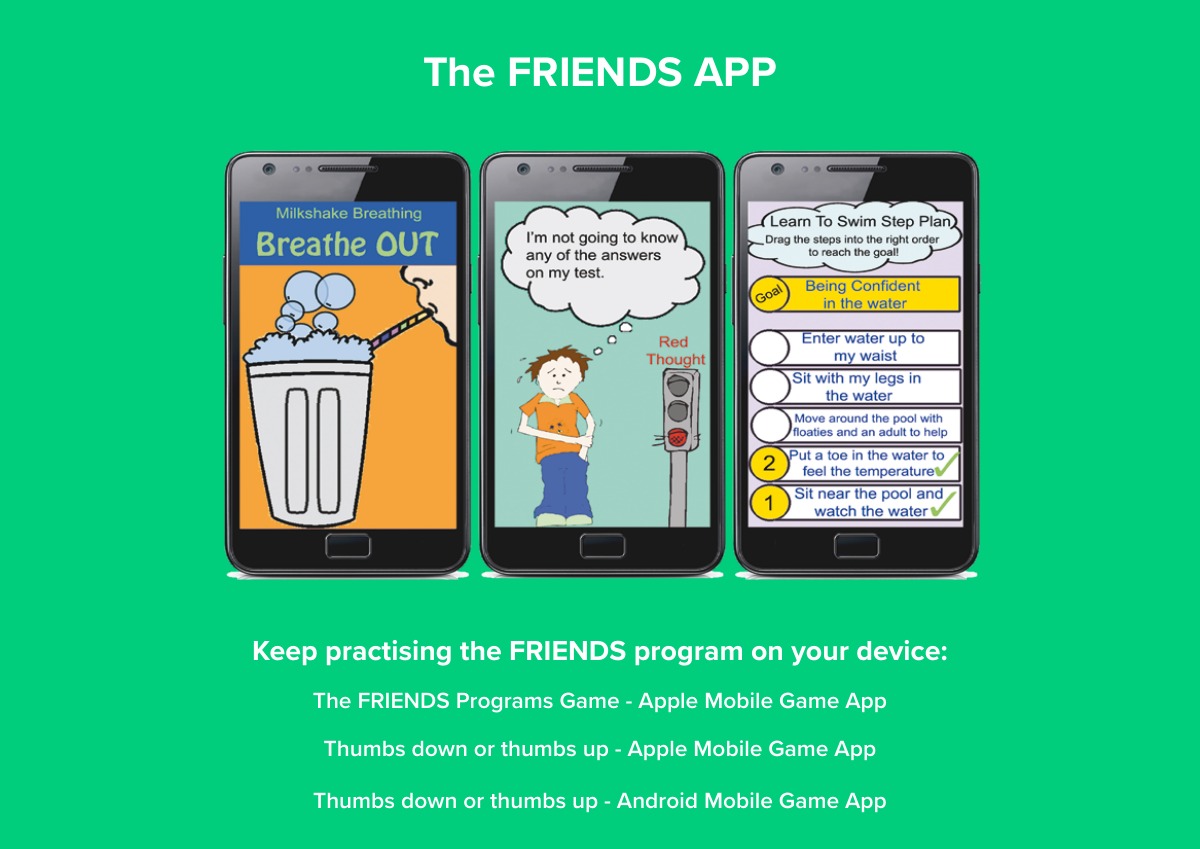 The FRIENDS APP
Milkshake Breathing
Breathe OUT
I'm not going to know
any of the answers
on my test.
Red
Thought
Learn To Swim Step Plan
Drag the steps into the right order
to reach the goal!
Goal
Being Confident
in the water
Enter water up to
my waist
Sit with my legs in
the water
Move around the pool with
floaties and an adult to help
2
Put a toe in the water to
feel the temperature
1
Sit near the pool and
watch the water
Keep practising the FRIENDS program on your device:
The FRIENDS Programs Game - Apple Mobile Game App
Thumbs down or thumbs up - Apple Mobile Game App
Thumbs down or thumbs up - Android Mobile Game App